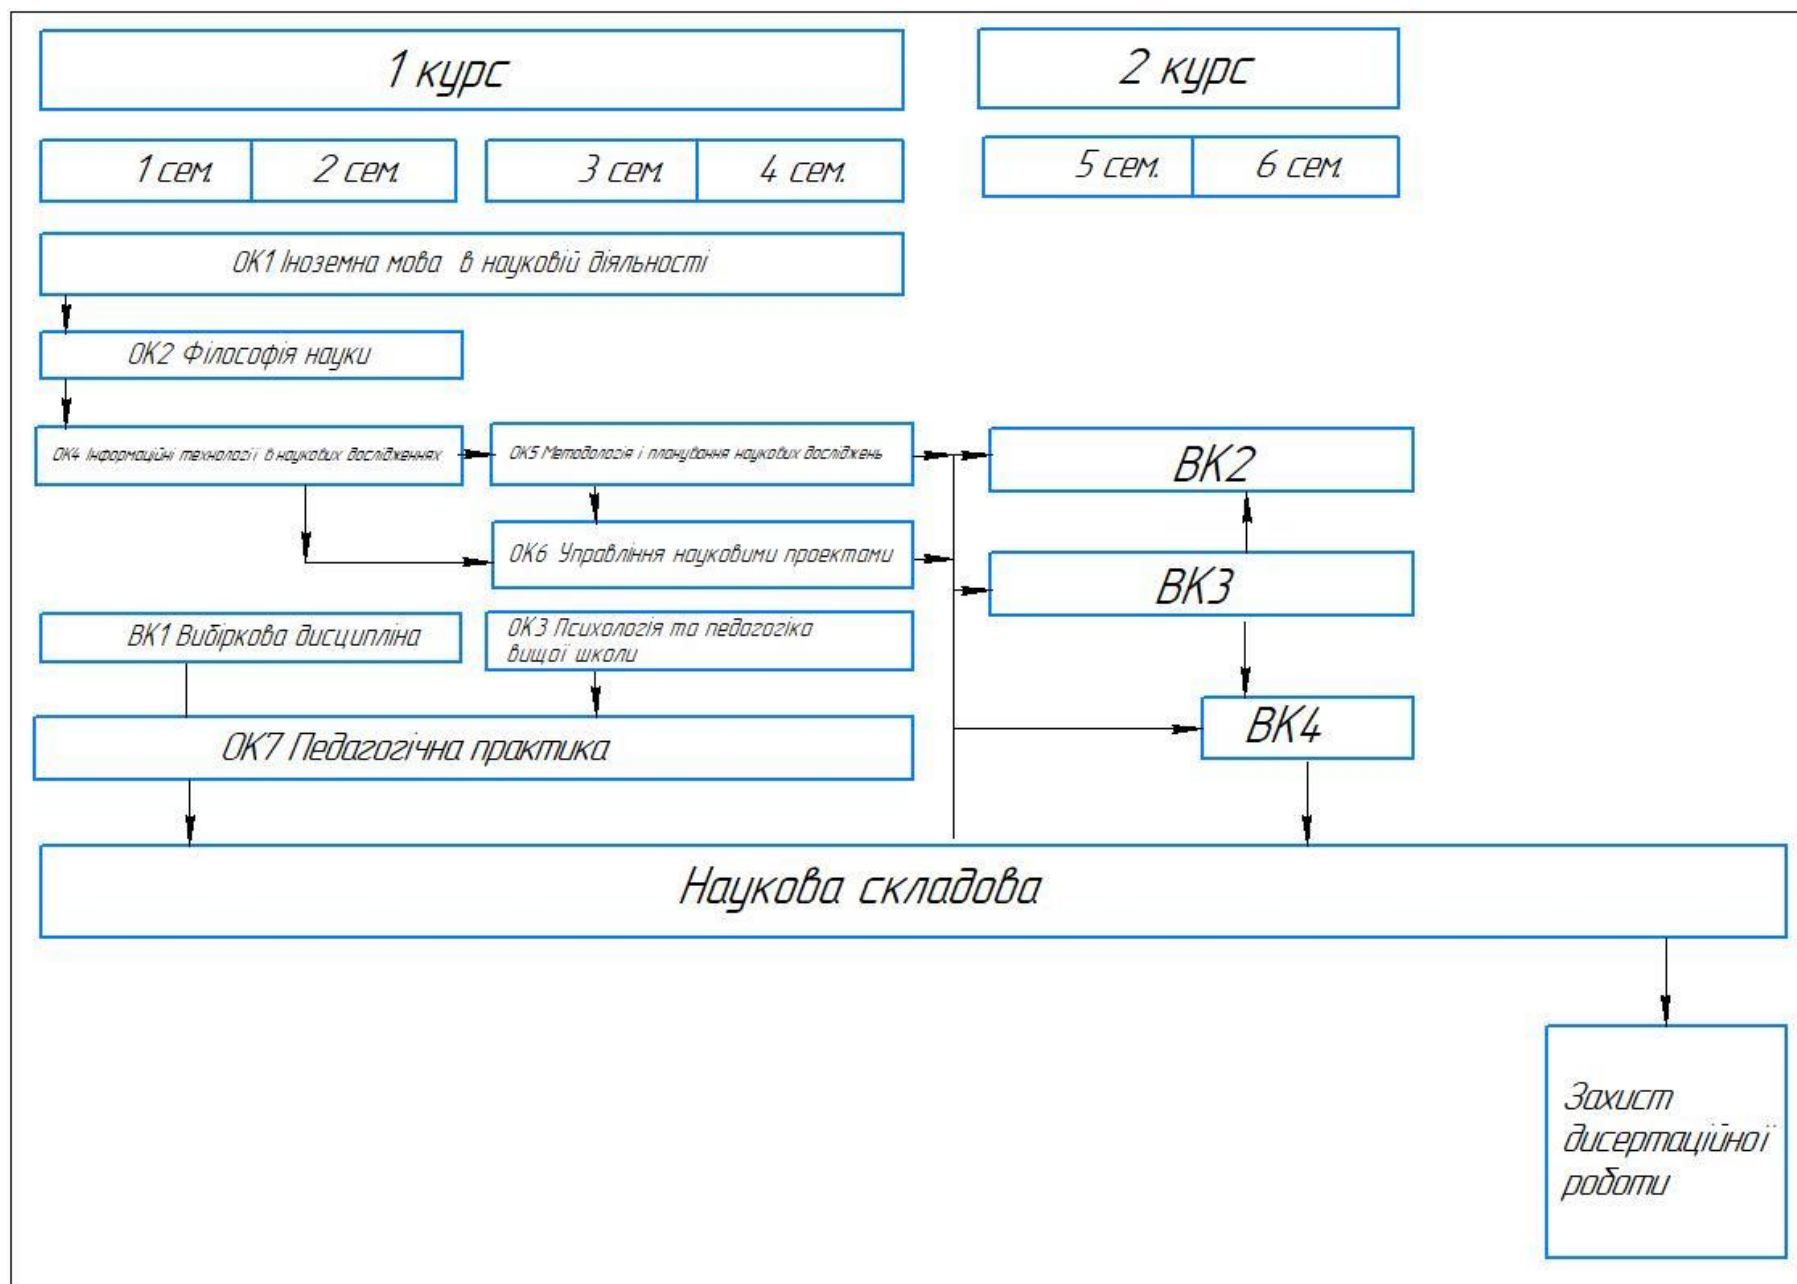 1 курс
2 курс
1 сем.
2 сем.
3 сем.
4 сем.
5 сем.
6 сем.
ОК1 Іноземна мова в науковій діяльності
ОК2 Філософія науки
ОК4 Інформаційні технології в наукових дослідженнях
ОК5 Методологія і планування наукових досліджень
ВК2
ОК6 Управління науковими проектами
ВК3
ВК1 Вибіркова дисципліна
ОК3 Психологія та педагогіка
вищої школи
ВК4
ОК7 Педагогічна практика
Наукова складова
Захист
дисертаційної
роботи